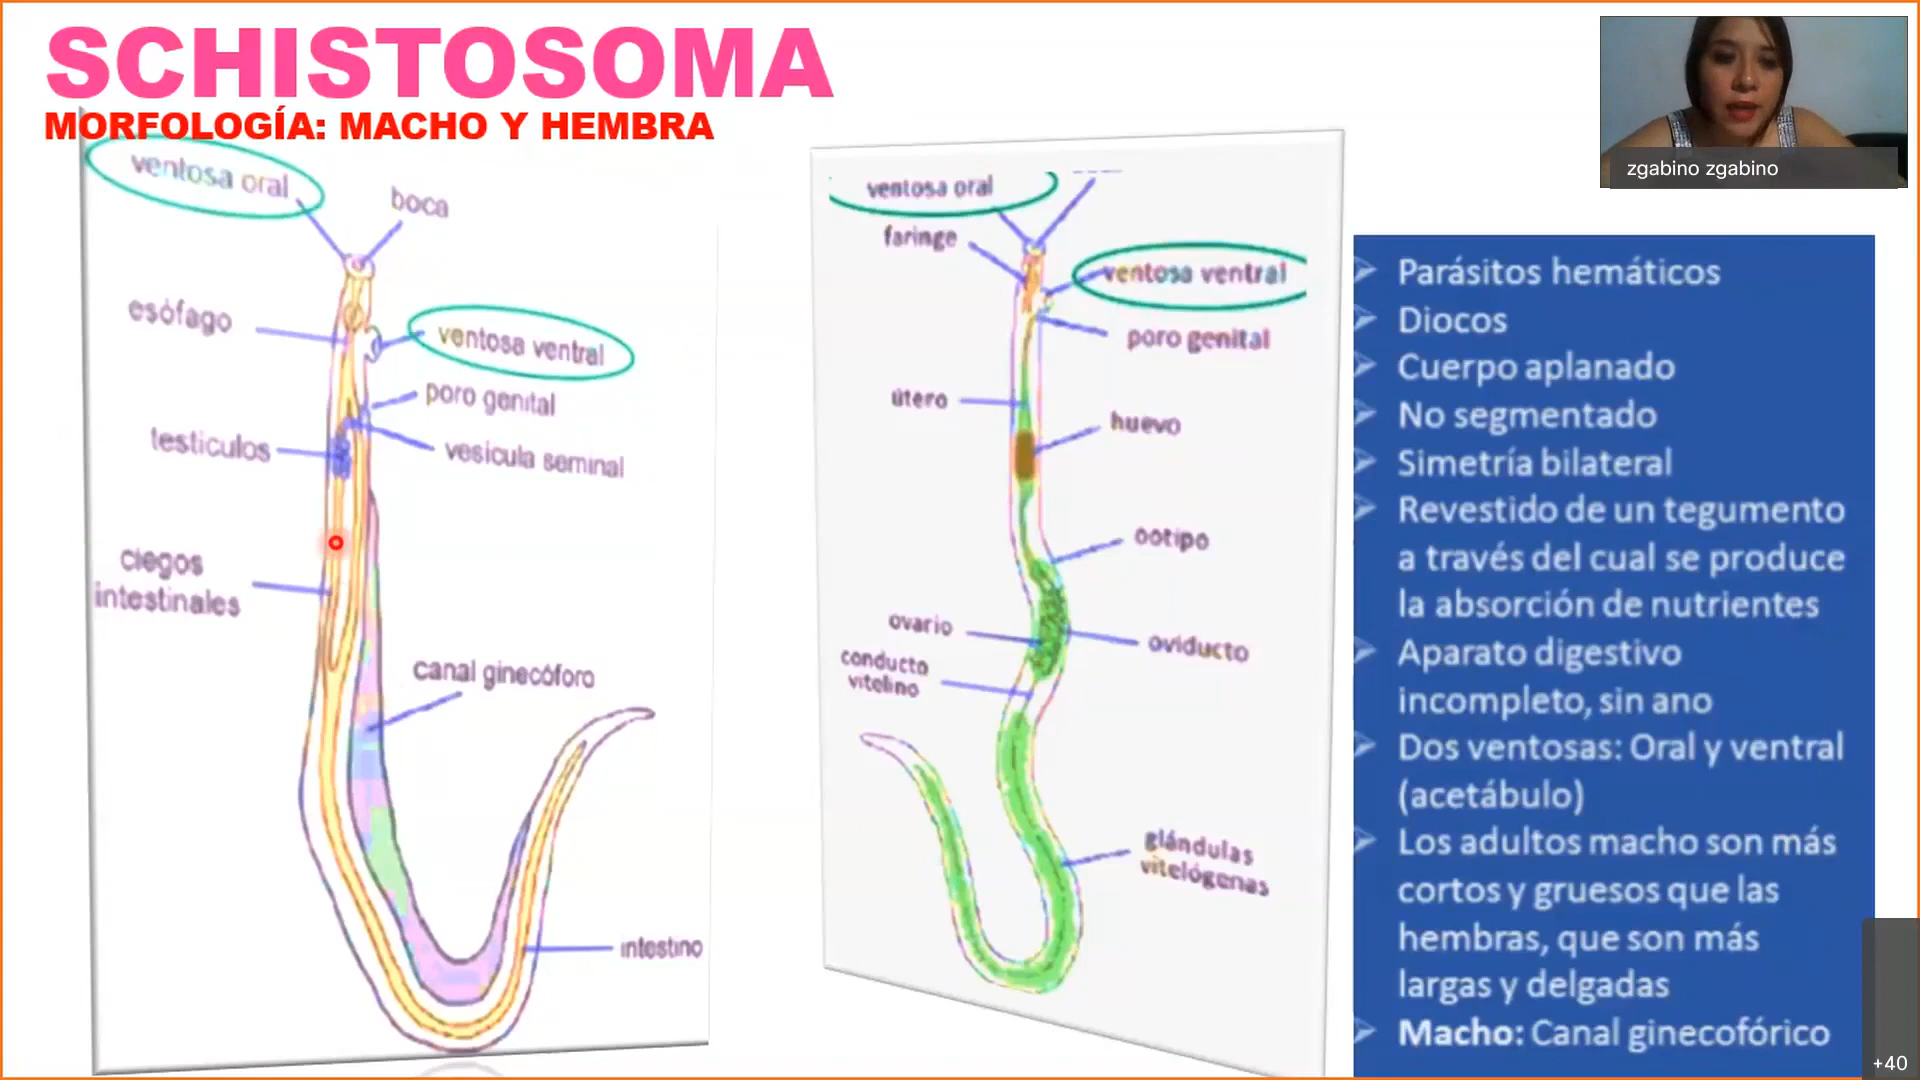 SCHISTOSOMA
MORFOLOGÍA: MACHO Y HEMBRA
ventosa oral
boca
esófago
ventosa ventral
poro genital
testículos
vesícula seminal
ciegos
intestinales
canal ginecóforo
intestino
ventosa oral
faringe
ventosa ventral
poro genital
útero
huevo
ootipo
ovario
oviducto
conducto
vitelino
glándulas
vitelógenas
zgabino zgabino
Parásitos hemáticos
Diocos
Cuerpo aplanado
No segmentado
Simetría bilateral
Revestido de un tegumento
a través del cual se produce
la absorción de nutrientes
Aparato digestivo
incompleto, sin ano
Dos ventosas: Oral y ventral
(acetábulo)
Los adultos macho son más
cortos y gruesos que las
hembras, que son más
largas y delgadas
Macho: Canal ginecofórico
+40